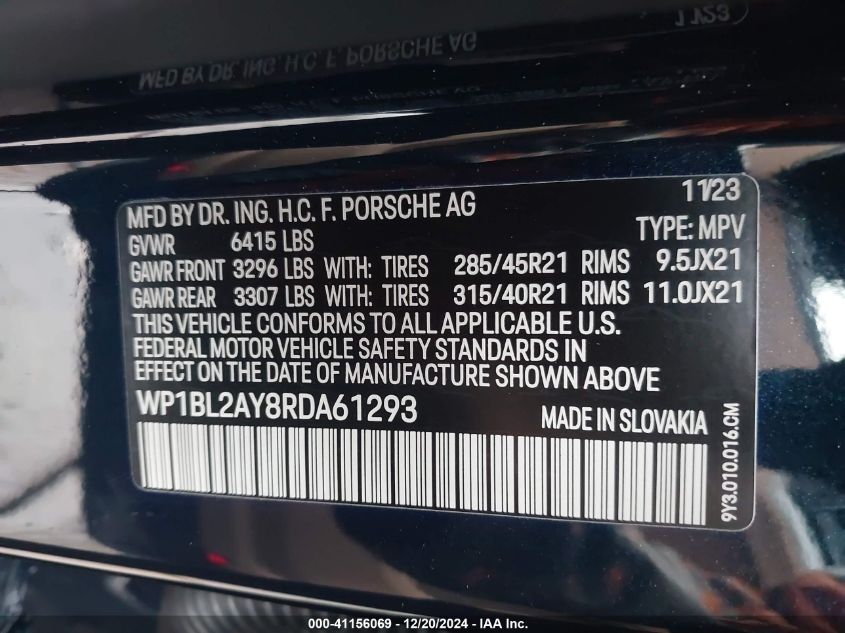 MFD BY DR. ING. H.C. F. PORSCHE AG 11/23
GVWR 6415 LBS TYPE: MPV
GAWR FRONT 3296 LBS WITH: TIRES 285/45R21 RIMS 9.5JX21
GAWR REAR 3307 LBS WITH: TIRES 315/40R21 RIMS 11.0JX21
THIS VEHICLE CONFORMS TO ALL APPLICABLE U.S.
FEDERAL MOTOR VEHICLE SAFETY STANDARDS IN
EFFECT ON THE DATE OF MANUFACTURE SHOWN ABOVE
WP1BL2AY8RDA61293 MADE IN SLOVAKIA
9Y3.010.016.CM
000-41156069 - 12/20/2024 - IAA Inc.